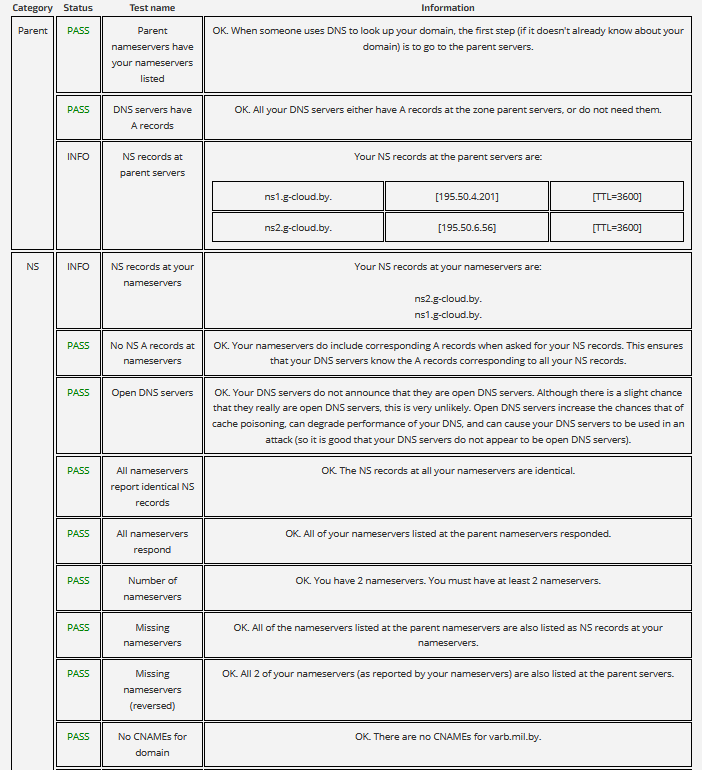 Category Status Test name Information
Parent PASS Parent nameservers have your nameservers listed OK. When someone uses DNS to look up your domain, the first step (if it doesn't already know about your domain) is to go to the parent servers.
PASS DNS servers have A records OK. All your DNS servers either have A records at the zone parent servers, or do not need them.
INFO NS records at parent servers Your NS records at the parent servers are:
ns1.g-cloud.by. [195.50.4.201] [TTL=3600]
ns2.g-cloud.by. [195.50.6.56] [TTL=3600]
NS INFO NS records at your nameservers Your NS records at your nameservers are:
ns2.g-cloud.by.
ns1.g-cloud.by.
PASS No NS A records at nameservers OK. Your nameservers do include corresponding A records when asked for your NS records. This ensures that your DNS servers know the A records corresponding to all your NS records.
PASS Open DNS servers OK. Your DNS servers do not announce that they are open DNS servers. Although there is a slight chance that they really are open DNS servers, this is very unlikely. Open DNS servers increase the chances that of cache poisoning, can degrade performance of your DNS, and can cause your DNS servers to be used in an attack (so it is good that your DNS servers do not appear to be open DNS servers).
PASS All nameservers report identical NS records OK. The NS records at all your nameservers are identical.
PASS All nameservers respond OK. All of your nameservers listed at the parent nameservers responded.
PASS Number of nameservers OK. You have 2 nameservers. You must have at least 2 nameservers.
PASS Missing nameservers OK. All of the nameservers listed at the parent nameservers are also listed as NS records at your nameservers.
PASS Missing nameservers (reversed) OK. All 2 of your nameservers (as reported by your nameservers) are also listed at the parent servers.
PASS No CNAMEs for domain OK. There are no CNAMEs for varb.mil.by.